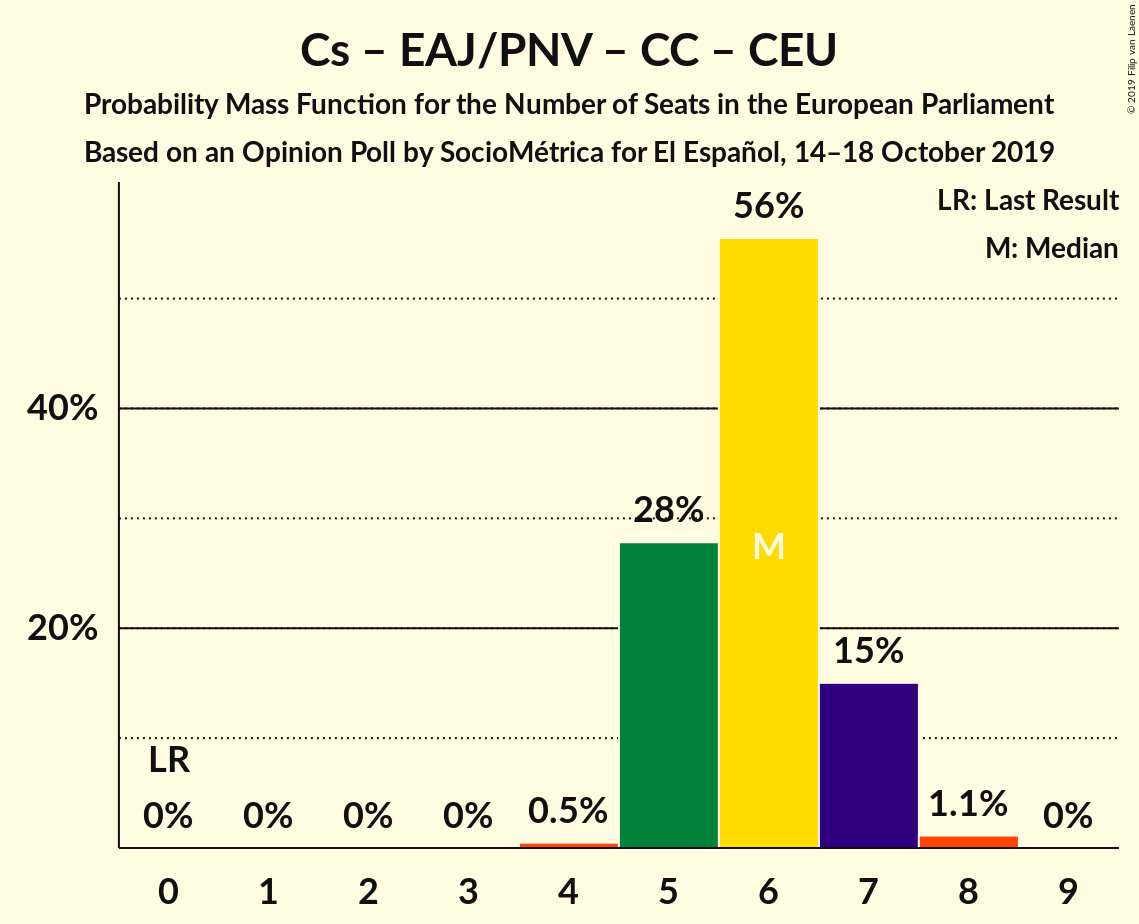 Cs – EAJ/PNV – CC – CEU
Probability Mass Function for the Number of Seats in the European Parliament
Based on an Opinion Poll by SocioMétrica for El Español, 14–18 October 2019
© 2019 Filip van Laenen
LR: Last Result
M: Median
56%
40%
28%
M
20%
15%
LR
0% 0% 0% 0% 0.5% 1.1% 0%
0 1 2 3 4 5 6 7 8 9